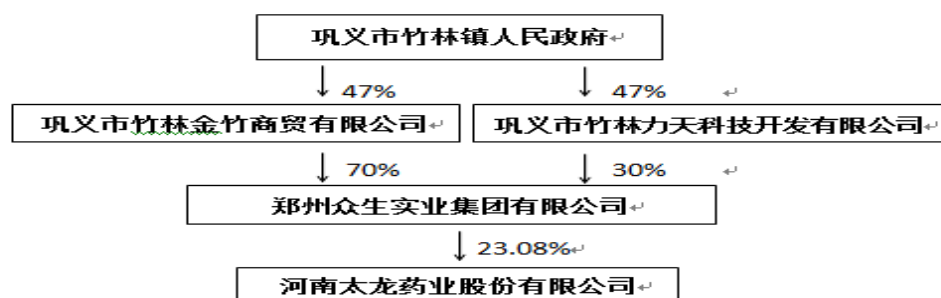 巩义市竹林镇人民政府
47% 47%
巩义市竹林金竹商贸有限公司 巩义市竹林力天科技开发有限公司
70% 30%
郑州众生实业集团有限公司
23.08%
河南太龙药业股份有限公司